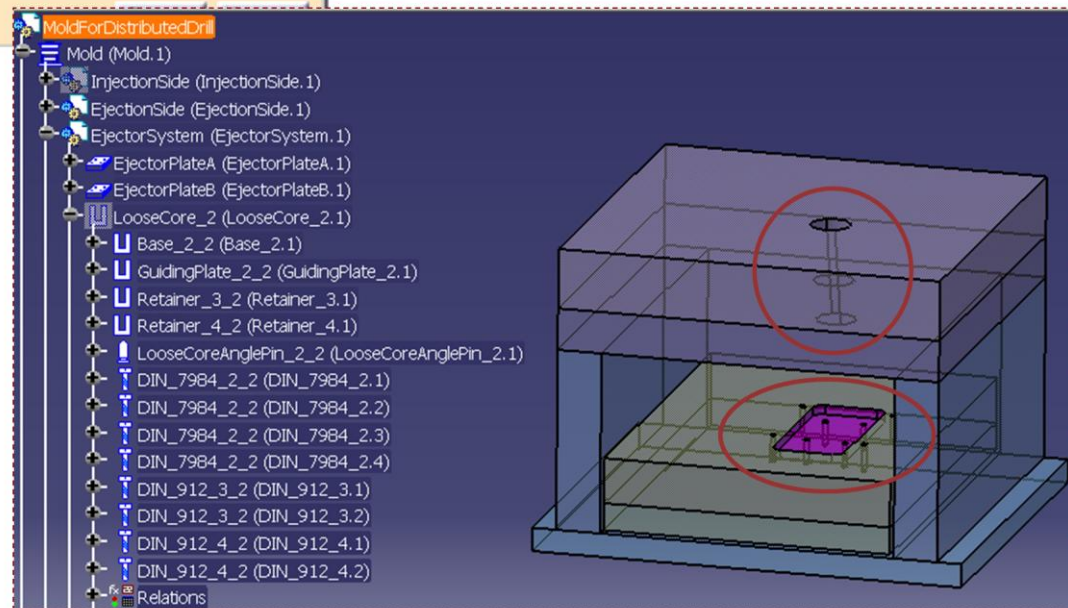 MoldForDistributedDrill
Mold (Mold.1)
InjectionSide (InjectionSide.1)
EjectionSide (EjectionSide.1)
EjectorSystem (EjectorSystem.1)
EjectorPlateA (EjectorPlateA.1)
EjectorPlateB (EjectorPlateB.1)
LooseCore_2 (LooseCore_2.1)
Base_2_2 (Base_2.1)
GuidingPlate_2_2 (GuidingPlate_2.1)
Retainer_3_2 (Retainer_3.1)
Retainer_4_2 (Retainer_4.1)
LooseCoreAnglePin_2_2 (LooseCoreAnglePin_2.1)
DIN_7984_2_2 (DIN_7984_2.1)
DIN_7984_2_2 (DIN_7984_2.2)
DIN_7984_2_2 (DIN_7984_2.3)
DIN_7984_2_2 (DIN_7984_2.4)
DIN_912_3_2 (DIN_912_3.1)
DIN_912_3_2 (DIN_912_3.2)
DIN_912_4_2 (DIN_912_4.1)
DIN_912_4_2 (DIN_912_4.2)
Relations